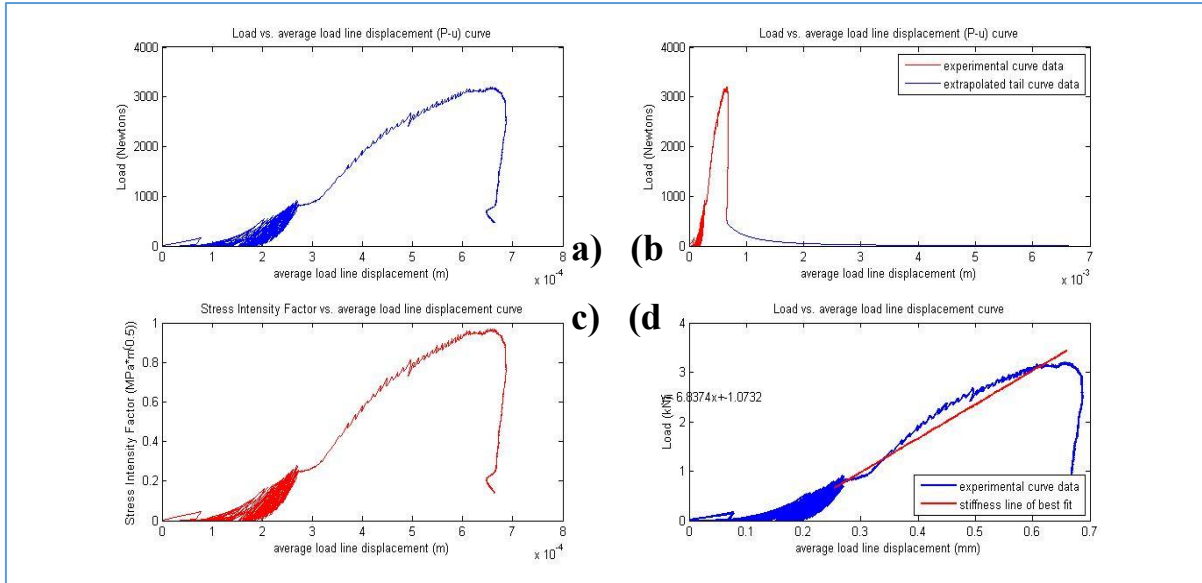 Load vs. average load line displacement (P-u) curve
Load (Newtons)
4000
3000
2000
1000
0
0 1 2 3 4 5 6 7 8
x 10⁻⁴
average load line displacement (m)
a)
Load vs. average load line displacement (P-u) curve
experimental curve data
extrapolated tail curve data
Load (Newtons)
4000
3000
2000
1000
0
0 1 2 3 4 5 6 7
x 10⁻³
average load line displacement (m)
(b
Stress Intensity Factor vs. average load line displacement curve
Stress Intensity Factor (MPa*m(0.5))
1
0.8
0.6
0.4
0.2
0
0 1 2 3 4 5 6 7 8
x 10⁻⁴
average load line displacement (m)
c)
(d
Load vs. average load line displacement curve
Load (kN)
4
3
2
1
0
y= 6.8374x+-1.0732
experimental curve data
stiffness line of best fit
0 0.1 0.2 0.3 0.4 0.5 0.6 0.7
average load line displacement (mm)